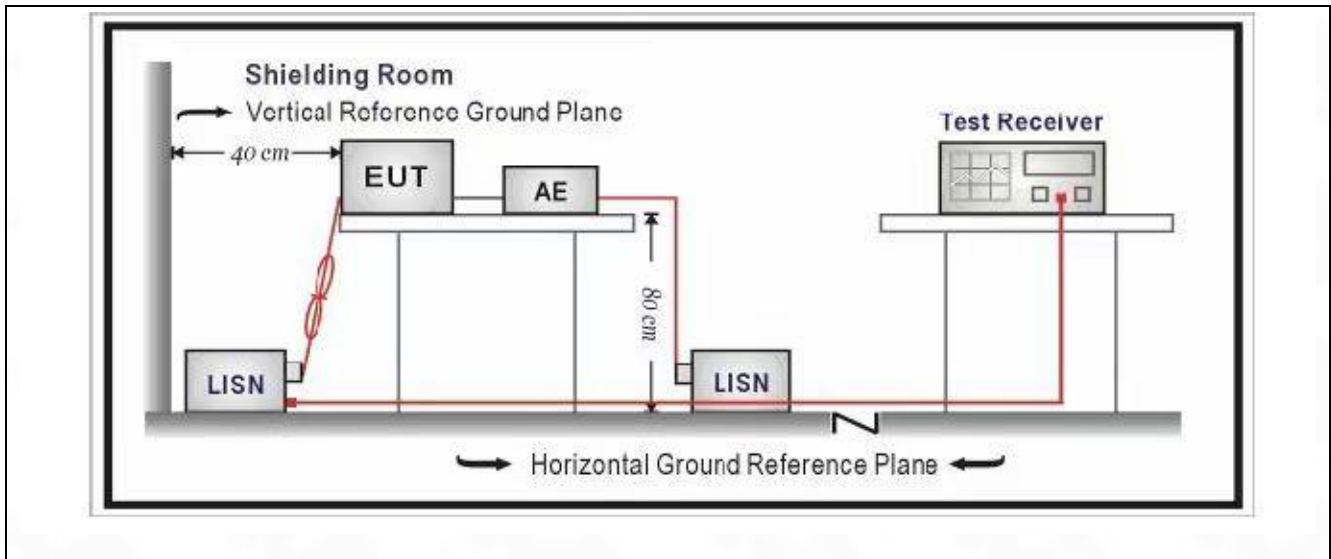 Shielding Room
Vertical Reference Ground Plane
40 cm
EUT
AE
Test Receiver
80 cm
LISN
LISN
Horizontal Ground Reference Plane